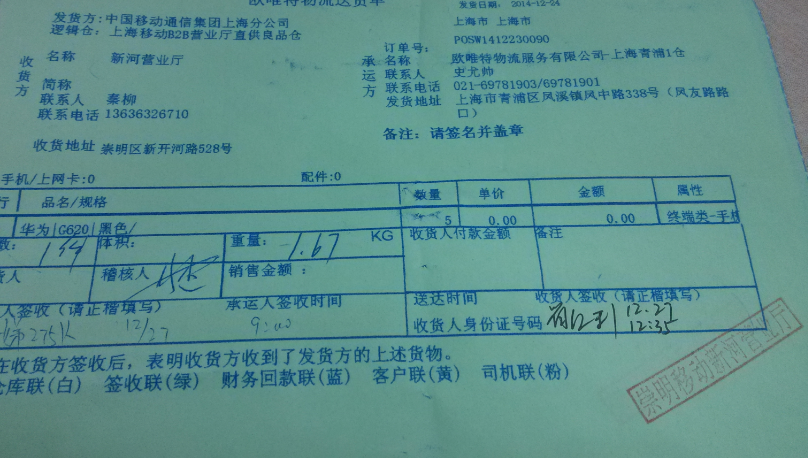 欧唯特物流送货单
发货日期: 2014-12-24
发货方:中国移动通信集团上海分公司
上海市 上海市
逻辑仓: 上海移动B2B营业厅直供良品仓
订单号: POSW1412230090
收货方
名称 新河营业厅
简称
联系人 秦柳
联系电话 13636326710
收货地址 崇明区新开河路528号
承运方
名称 欧唯特物流服务有限公司-上海青浦1仓
联系人 史允帅
联系电话 021-69781903/69781901
发货地址 上海市青浦区凤溪镇凤中路338号（凤友路路口）
备注: 请签名并盖章
手机/上网卡:0 配件:0
行 品名/规格 数量 单价 金额 属性
华为|G620|黑色/ 5 0.00 0.00 终端类-手机
数: 体积: 重量: 1.67 KG 收货人付款金额 备注
货人 稽核人 销售金额:
人签收（请正楷填写） 承运人签收时间 送达时间 收货人签收（请正楷填写）
275K 12/27 9:00 收货人身份证号码 12.27
12:35
在收货方签收后, 表明收货方收到了发货方的上述货物。
仓库联(白) 签收联(绿) 财务回款联(蓝) 客户联(黄) 司机联(粉)
崇明移动新河营业厅